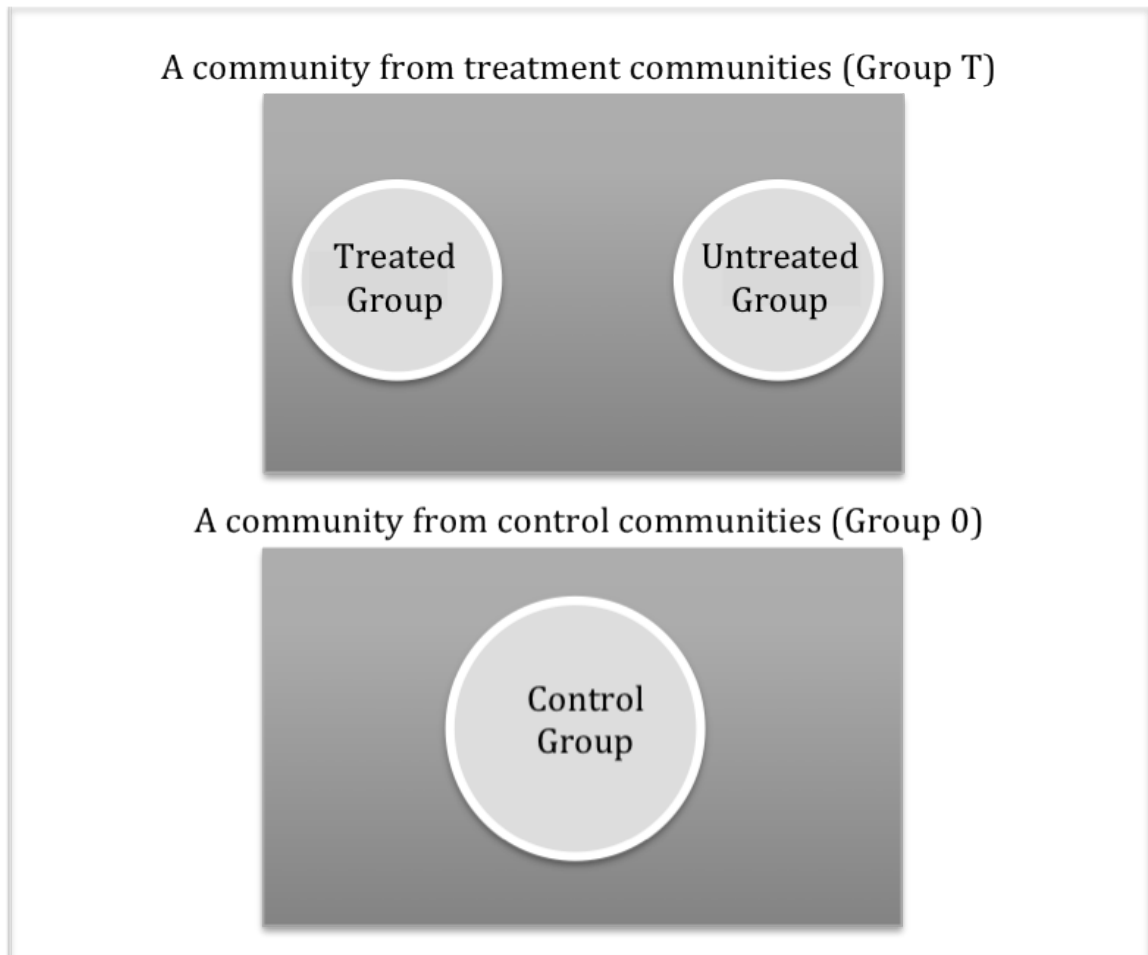 A community from treatment communities (Group T)
Treated
Group
Untreated
Group
A community from control communities (Group 0)
Control
Group